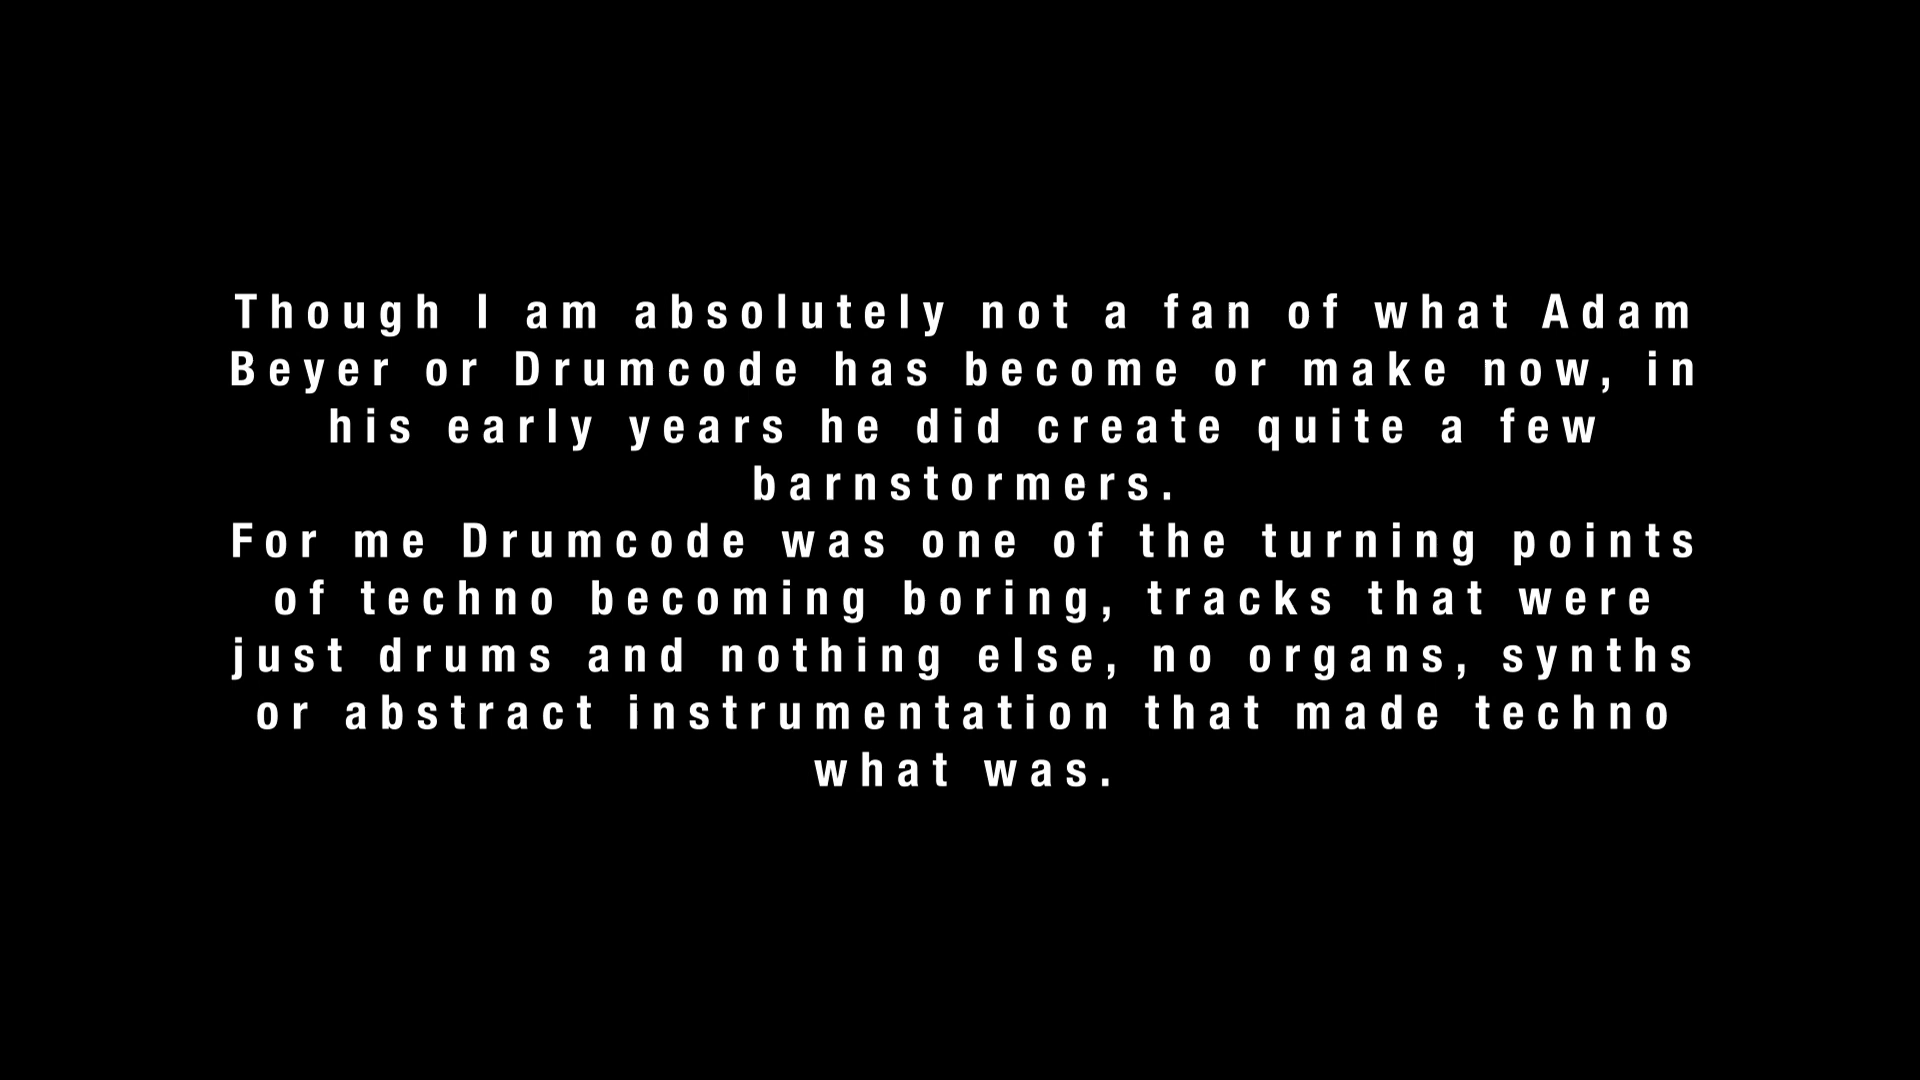 Though I am absolutely not a fan of what Adam
Beyer or Drumcode has become or make now, in
his early years he did create quite a few
barnstormers.
For me Drumcode was one of the turning points
of techno becoming boring, tracks that were
just drums and nothing else, no organs, synths
or abstract instrumentation that made techno
what was.